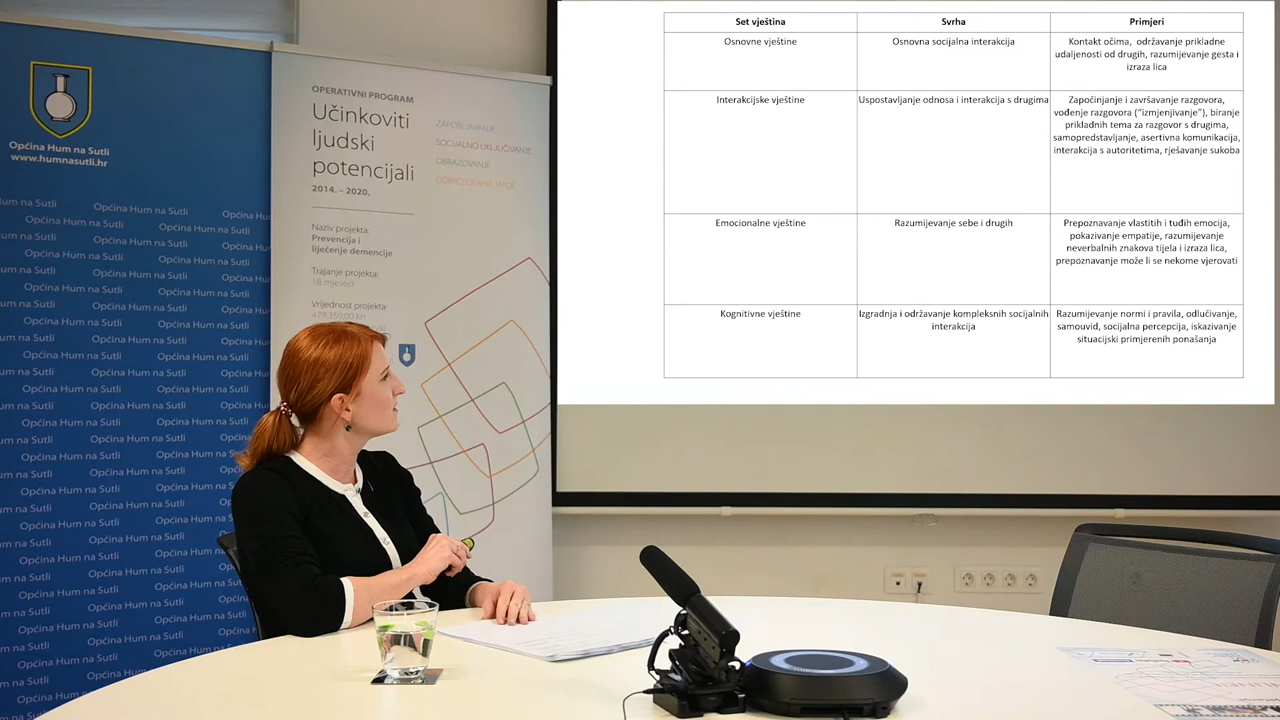 Općina Hum na Sutli
www.humnasutli.hr
OPERATIVNI PROGRAM
Učinkoviti
ljudski
potencijali
2014. – 2020.
ZAPOŠLJAVANJE
SOCIJALNO UKLJUČIVANJE
OBRAZOVANJE
DOBRO UPRAVLJANJE
Naziv projekta:
Prevencija i
liječenje demencije
Trajanje projekta:
18 mjeseci
Vrijednost projekta:
479.350,00 kn
Set vještina
Svrha
Primjeri
Osnovne vještine
Osnovna socijalna interakcija
Kontakt očima, održavanje prikladne
udaljenosti od drugih, razumijevanje gesta i
izraza lica
Interakcijske vještine
Uspostavljanje odnosa i interakcija s drugima
Započinjanje i završavanje razgovora,
vođenje razgovora (“izmjenjivanje”), biranje
prikladnih tema za razgovor s drugima,
samopredstavljanje, asertivna komunikacija,
interakcija s autoritetima, rješavanje sukoba
Emocionalne vještine
Razumijevanje sebe i drugih
Prepoznavanje vlastitih i tuđih emocija,
pokazivanje empatije, razumijevanje
neverbalnih znakova tijela i izraza lica,
prepoznavanje može li se nekome vjerovati
Kognitivne vještine
Izgradnja i održavanje kompleksnih socijalnih
interakcija
Razumijevanje normi i pravila, odlučivanje,
samouvid, socijalna percepcija, iskazivanje
situacijski primjerenih ponašanja